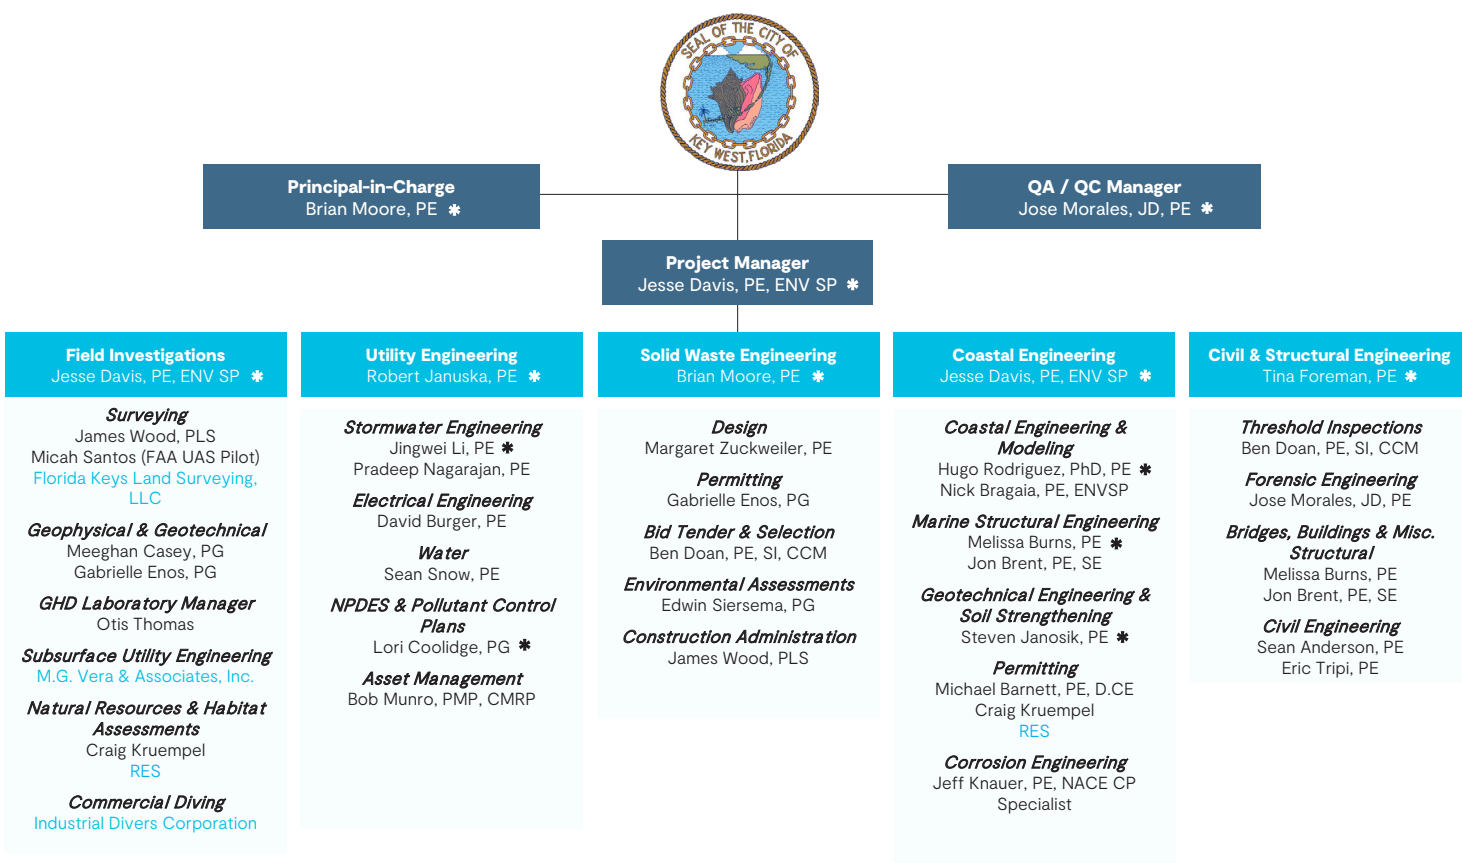 SEAL OF THE CITY OF
KEY WEST, FLORIDA
Principal-in-Charge
Brian Moore, PE *
QA / QC Manager
Jose Morales, JD, PE *
Project Manager
Jesse Davis, PE, ENV SP *
Field Investigations
Jesse Davis, PE, ENV SP *
Surveying
James Wood, PLS
Micah Santos (FAA UAS Pilot)
Florida Keys Land Surveying,
LLC
Geophysical & Geotechnical
Meeghan Casey, PG
Gabrielle Enos, PG
GHD Laboratory Manager
Otis Thomas
Subsurface Utility Engineering
M.G. Vera & Associates, Inc.
Natural Resources & Habitat
Assessments
Craig Kruempel
RES
Commercial Diving
Industrial Divers Corporation
Utility Engineering
Robert Januska, PE *
Stormwater Engineering
Jingwei Li, PE *
Pradeep Nagarajan, PE
Electrical Engineering
David Burger, PE
Water
Sean Snow, PE
NPDES & Pollutant Control
Plans
Lori Coolidge, PG *
Asset Management
Bob Munro, PMP, CMRP
Solid Waste Engineering
Brian Moore, PE *
Design
Margaret Zuckweiler, PE
Permitting
Gabrielle Enos, PG
Bid Tender & Selection
Ben Doan, PE, SI, CCM
Environmental Assessments
Edwin Siersema, PG
Construction Administration
James Wood, PLS
Coastal Engineering
Jesse Davis, PE, ENV SP *
Coastal Engineering &
Modeling
Hugo Rodriguez, PhD, PE *
Nick Bragaia, PE, ENVSP
Marine Structural Engineering
Melissa Burns, PE *
Jon Brent, PE, SE
Geotechnical Engineering &
Soil Strengthening
Steven Janosik, PE *
Permitting
Michael Barnett, PE, D.CE
Craig Kruempel
RES
Corrosion Engineering
Jeff Knauer, PE, NACE CP
Specialist
Civil & Structural Engineering
Tina Foreman, PE *
Threshold Inspections
Ben Doan, PE, SI, CCM
Forensic Engineering
Jose Morales, JD, PE
Bridges, Buildings & Misc.
Structural
Melissa Burns, PE
Jon Brent, PE, SE
Civil Engineering
Sean Anderson, PE
Eric Tripi, PE